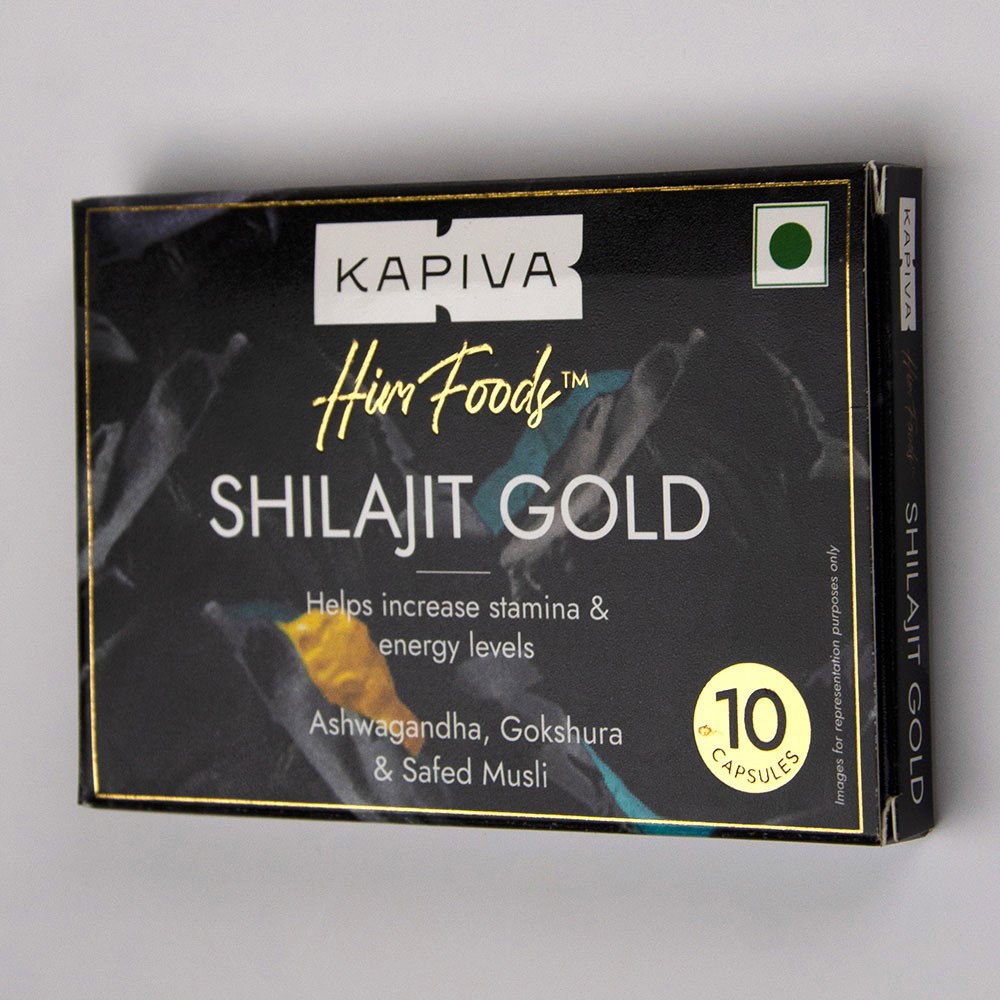 KAPIVA
Him Foods™
SHILAJIT GOLD
Helps increase stamina &
energy levels
Ashwagandha, Gokshura
& Safed Musli
10
CAPSULES
Images for representation purposes only
KAPIVA
Him Foods
SHILAJIT GOLD